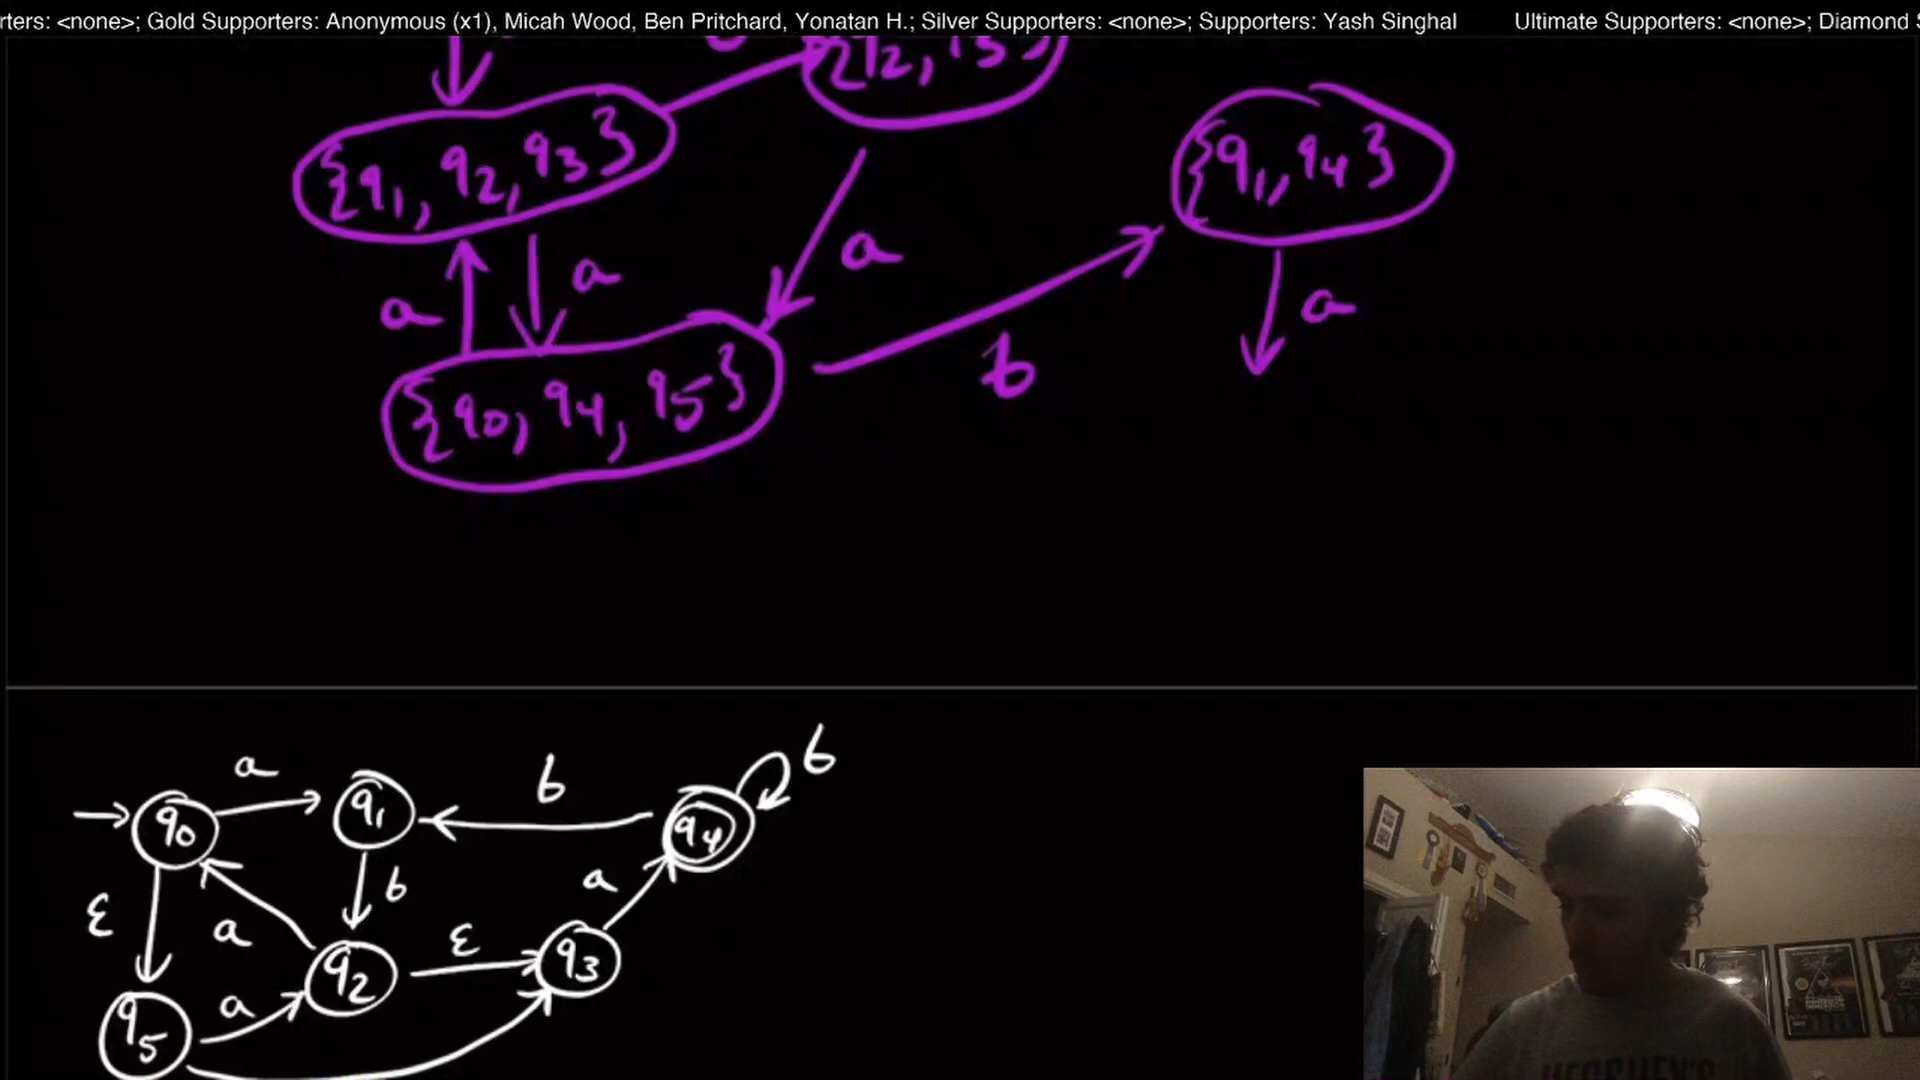 rters: <none>; Gold Supporters: Anonymous (x1), Micah Wood, Ben Pritchard, Yonatan H.; Silver Supporters: <none>; Supporters: Yash Singhal Ultimate Supporters: <none>; Diamond S
{q1, q2, q3}
{q1, q4}
a
a
a
a
b
{q0, q4, q5}
a
b
b
q0
q1
q4
ε
a
b
ε
a
q2
q3
q5
a